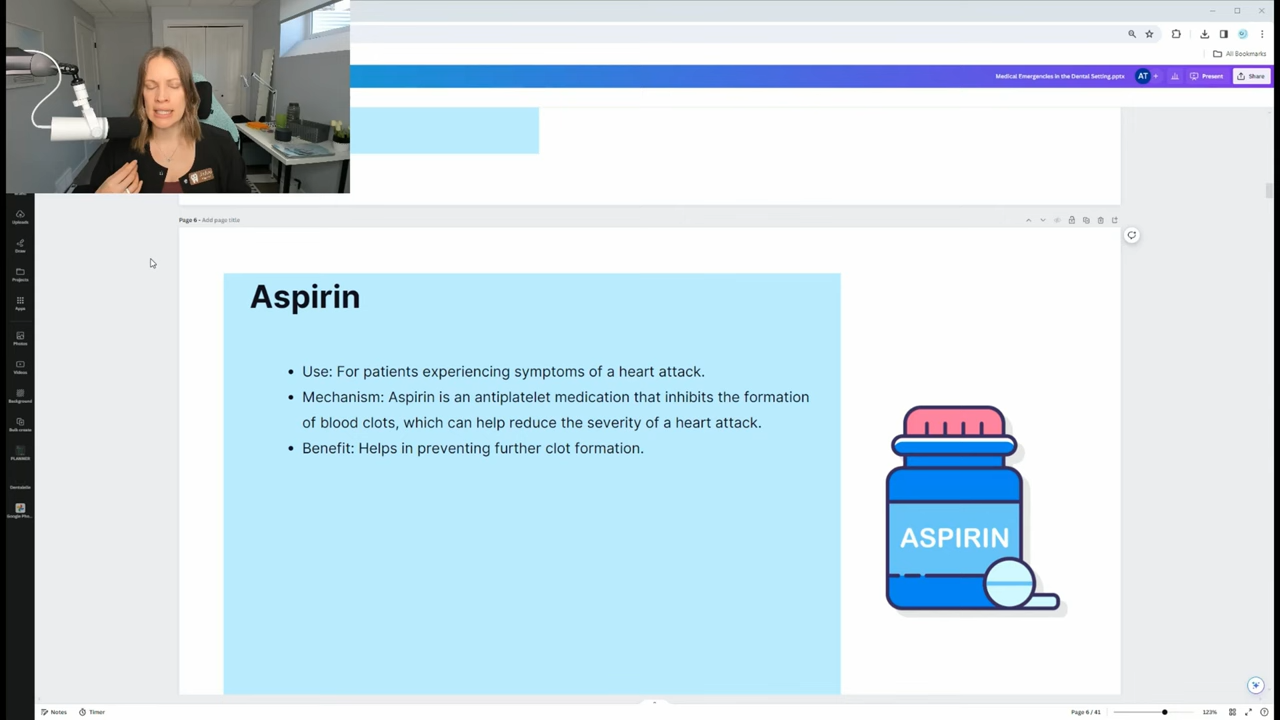 All Bookmarks
Medical Emergencies in the Dental Setting.pptx
AT
Present
Share
Page 6 - Add page title
Uploads
Draw
Projects
Apps
Photos
Videos
Background
Bulk create
PLANNER
Aspirin
• Use: For patients experiencing symptoms of a heart attack.
• Mechanism: Aspirin is an antiplatelet medication that inhibits the formation
of blood clots, which can help reduce the severity of a heart attack.
• Benefit: Helps in preventing further clot formation.
ASPIRIN
Notes
Timer
Page 6 / 41
123%